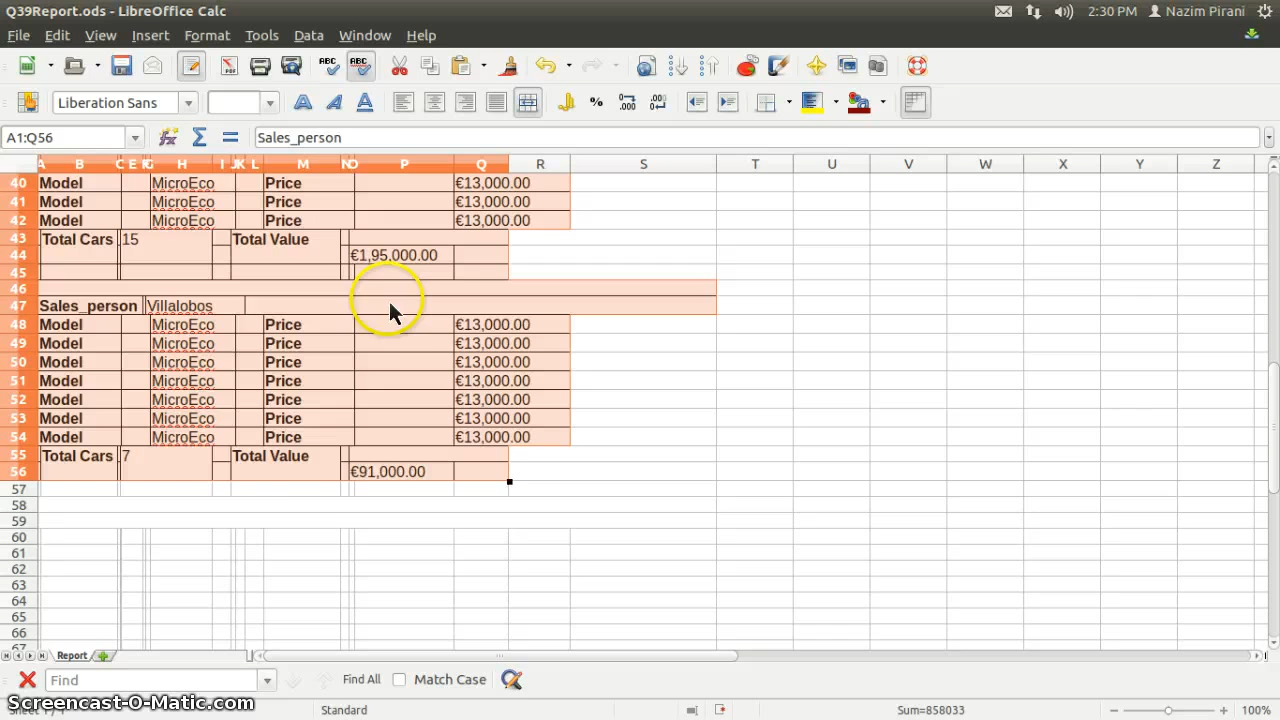 Q39Report.ods - LibreOffice Calc
2:30 PM Nazim Pirani
File Edit View Insert Format Tools Data Window Help
Liberation Sans
A1:Q56 Sales_person
A B C E G H I J K L M N O P Q R S T U V W X Y Z
40 Model MicroEco Price €13,000.00
41 Model MicroEco Price €13,000.00
42 Model MicroEco Price €13,000.00
43 Total Cars 15 Total Value
44 €1,95,000.00
45
46
47 Sales_person Villalobos
48 Model MicroEco Price €13,000.00
49 Model MicroEco Price €13,000.00
50 Model MicroEco Price €13,000.00
51 Model MicroEco Price €13,000.00
52 Model MicroEco Price €13,000.00
53 Model MicroEco Price €13,000.00
54 Model MicroEco Price €13,000.00
55 Total Cars 7 Total Value
56 €91,000.00
57
58
59
60
61
62
63
64
65
66
67
Report
Find Find All Match Case
Screencast-O-Matic.com
Standard Sum=858033 100%